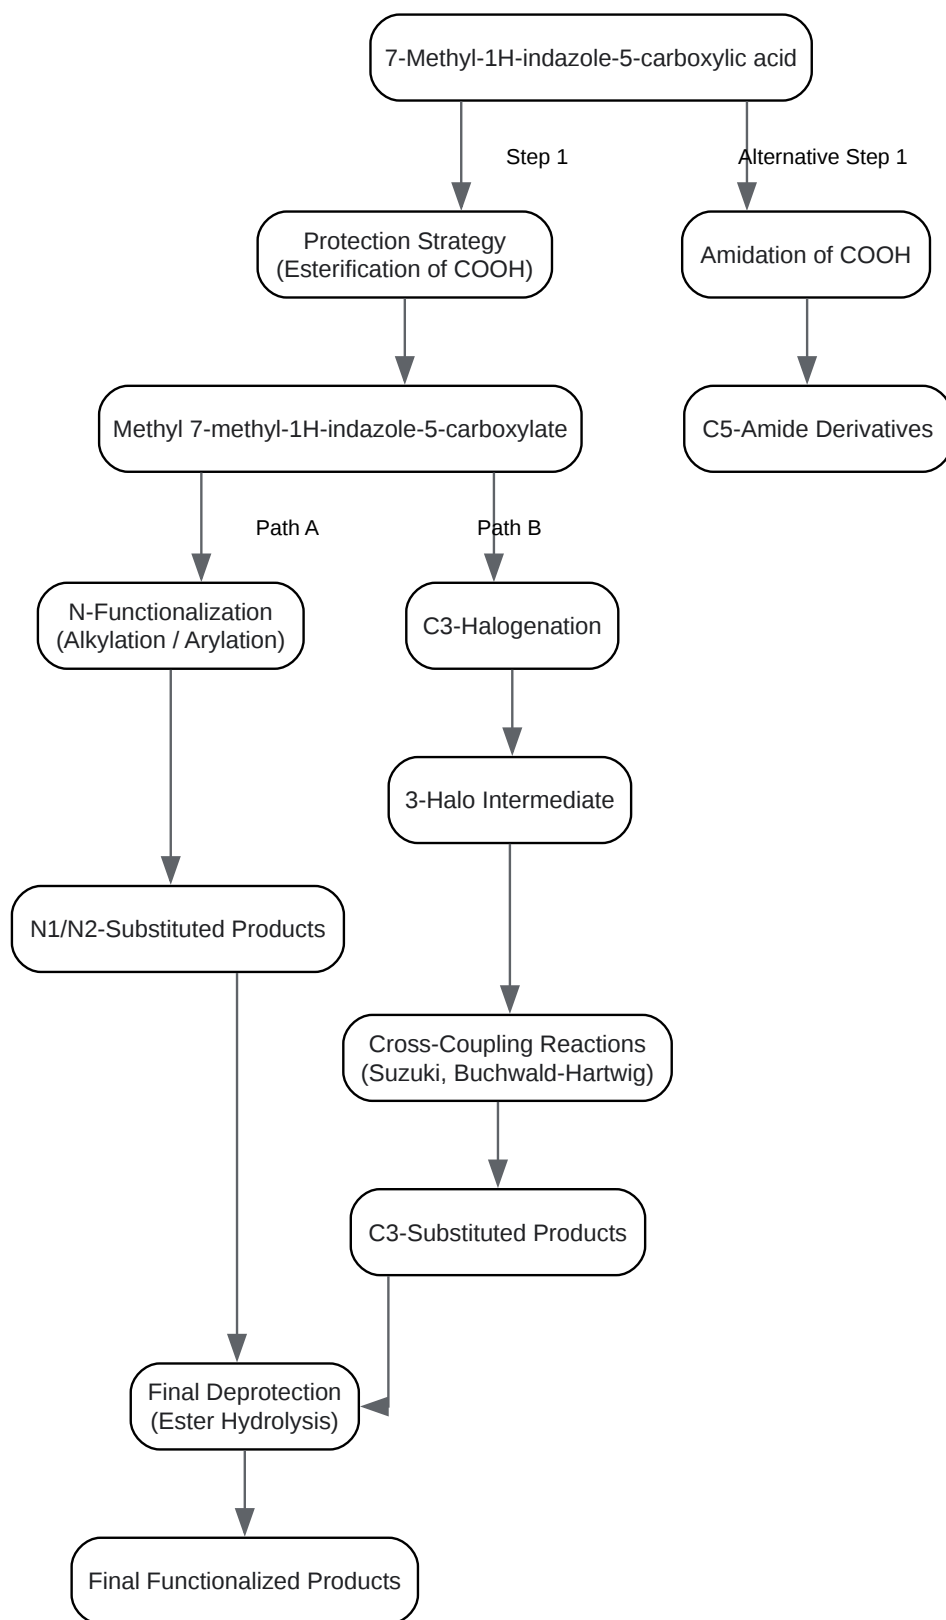 7-Methyl-1H-indazole-5-carboxylic acid
Step 1
Alternative Step 1
Protection Strategy
(Esterification of COOH)
Amidation of COOH
Methyl 7-methyl-1H-indazole-5-carboxylate
C5-Amide Derivatives
Path A
Path B
N-Functionalization
(Alkylation / Arylation)
C3-Halogenation
3-Halo Intermediate
N1/N2-Substituted Products
Cross-Coupling Reactions
(Suzuki, Buchwald-Hartwig)
C3-Substituted Products
Final Deprotection
(Ester Hydrolysis)
Final Functionalized Products